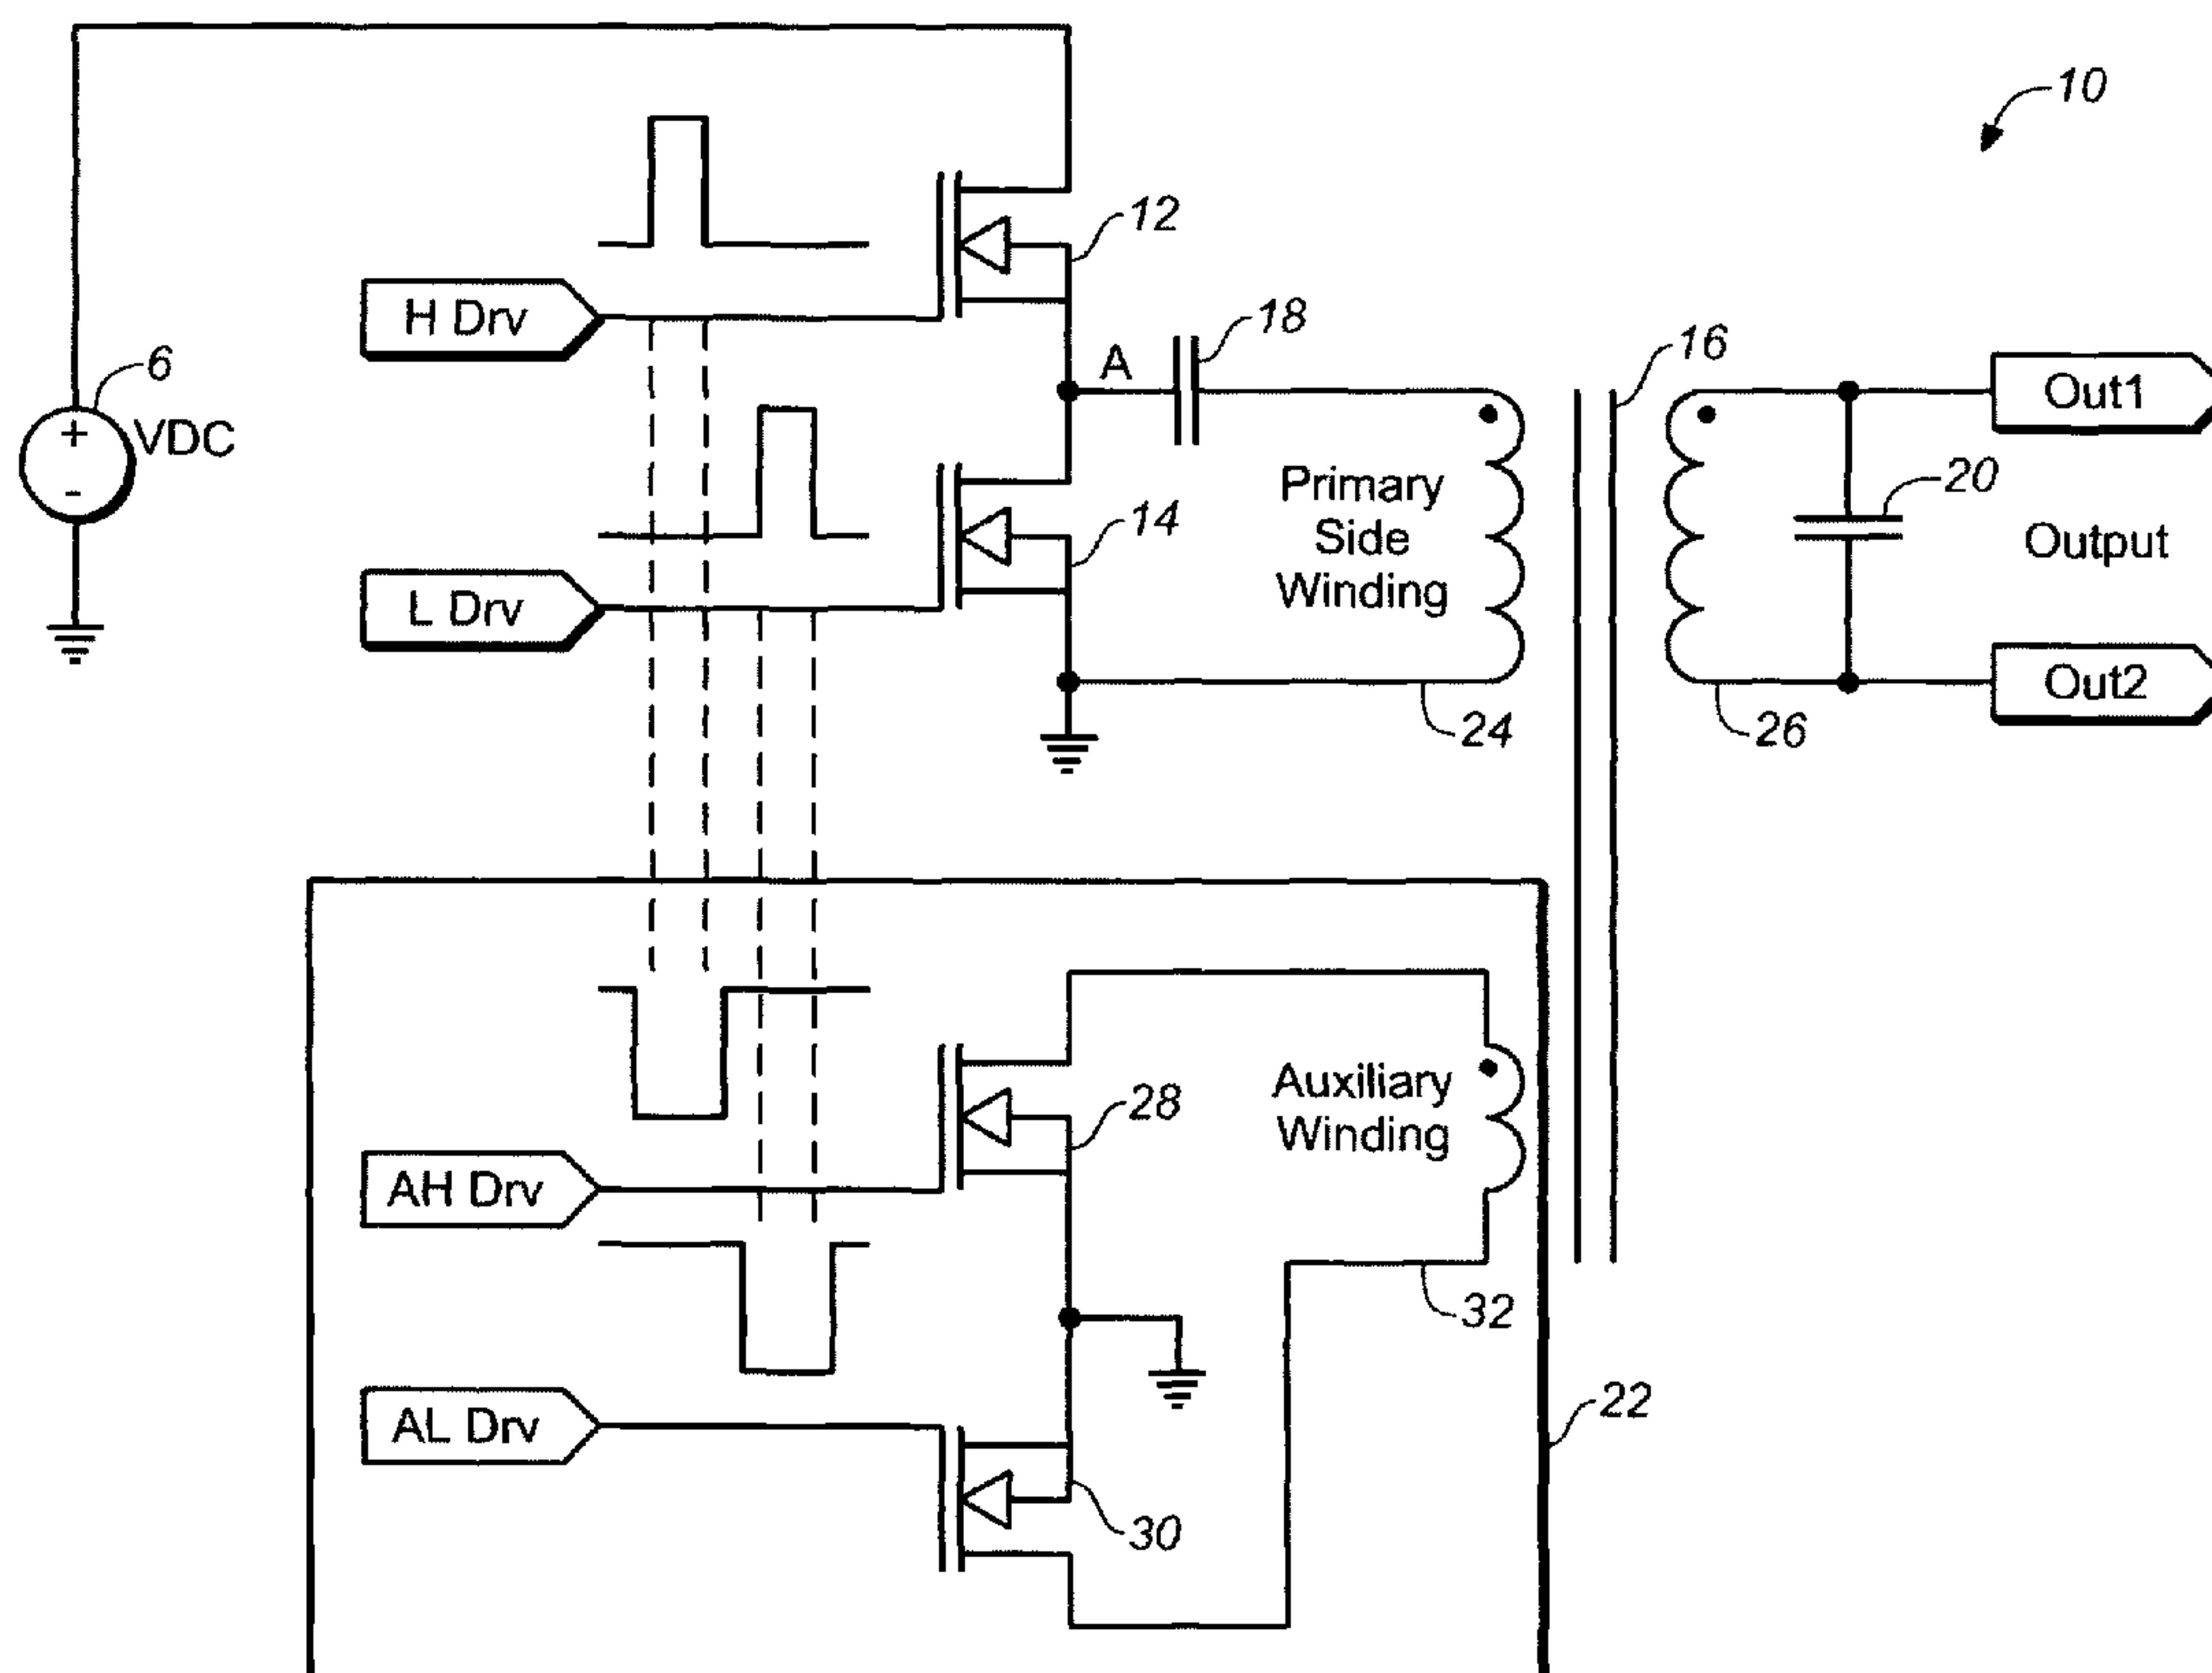 10
12
H Drv
18
A
16
Out1
6
+
VDC
-
Primary
Side
Winding
14
20
Output
L Drv
Out2
24
26
Auxiliary
Winding
28
AH Drv
32
22
AL Drv
30